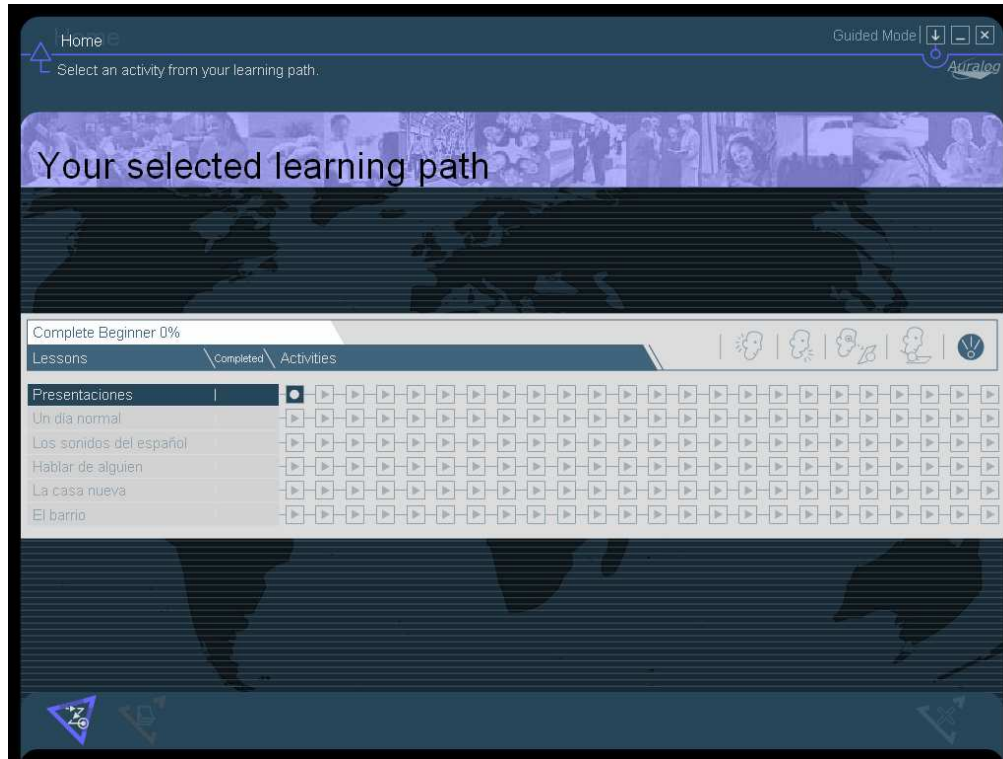 Home
Guided Mode
Select an activity from your learning path.
Auralog
Your selected learning path
Complete Beginner 0%
Lessons Completed Activities
Presentaciones
Un día normal
Los sonidos del español
Hablar de alguien
La casa nueva
El barrio